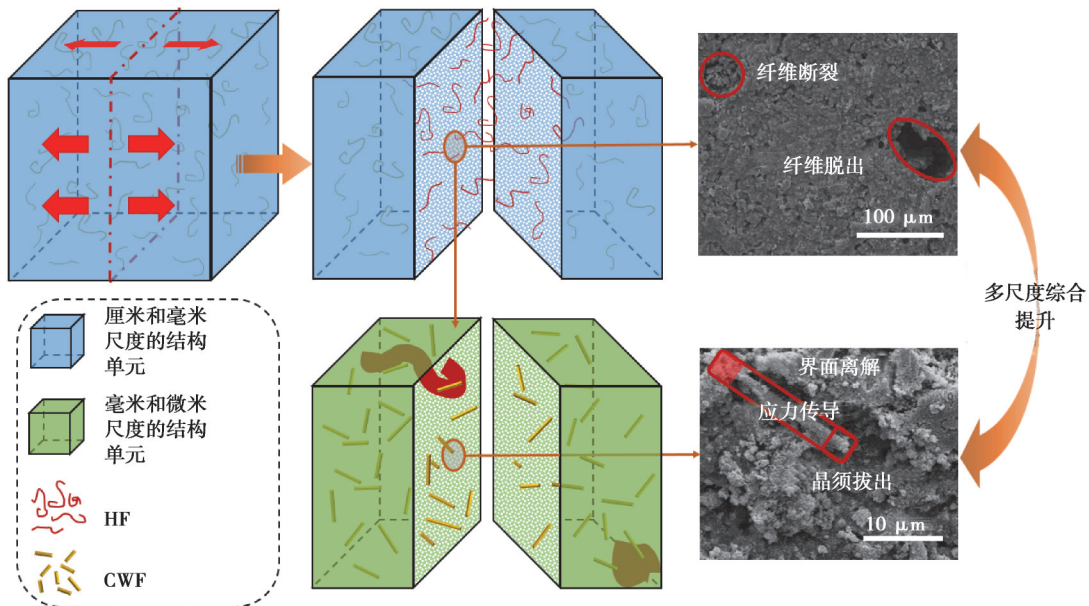 纤维断裂
纤维脱出
100 μm
多尺度综合
提升
厘米和毫米
尺度的结构
单元
毫米和微米
尺度的结构
单元
HF
CWF
界面离解
应力传导
晶须拔出
10 μm